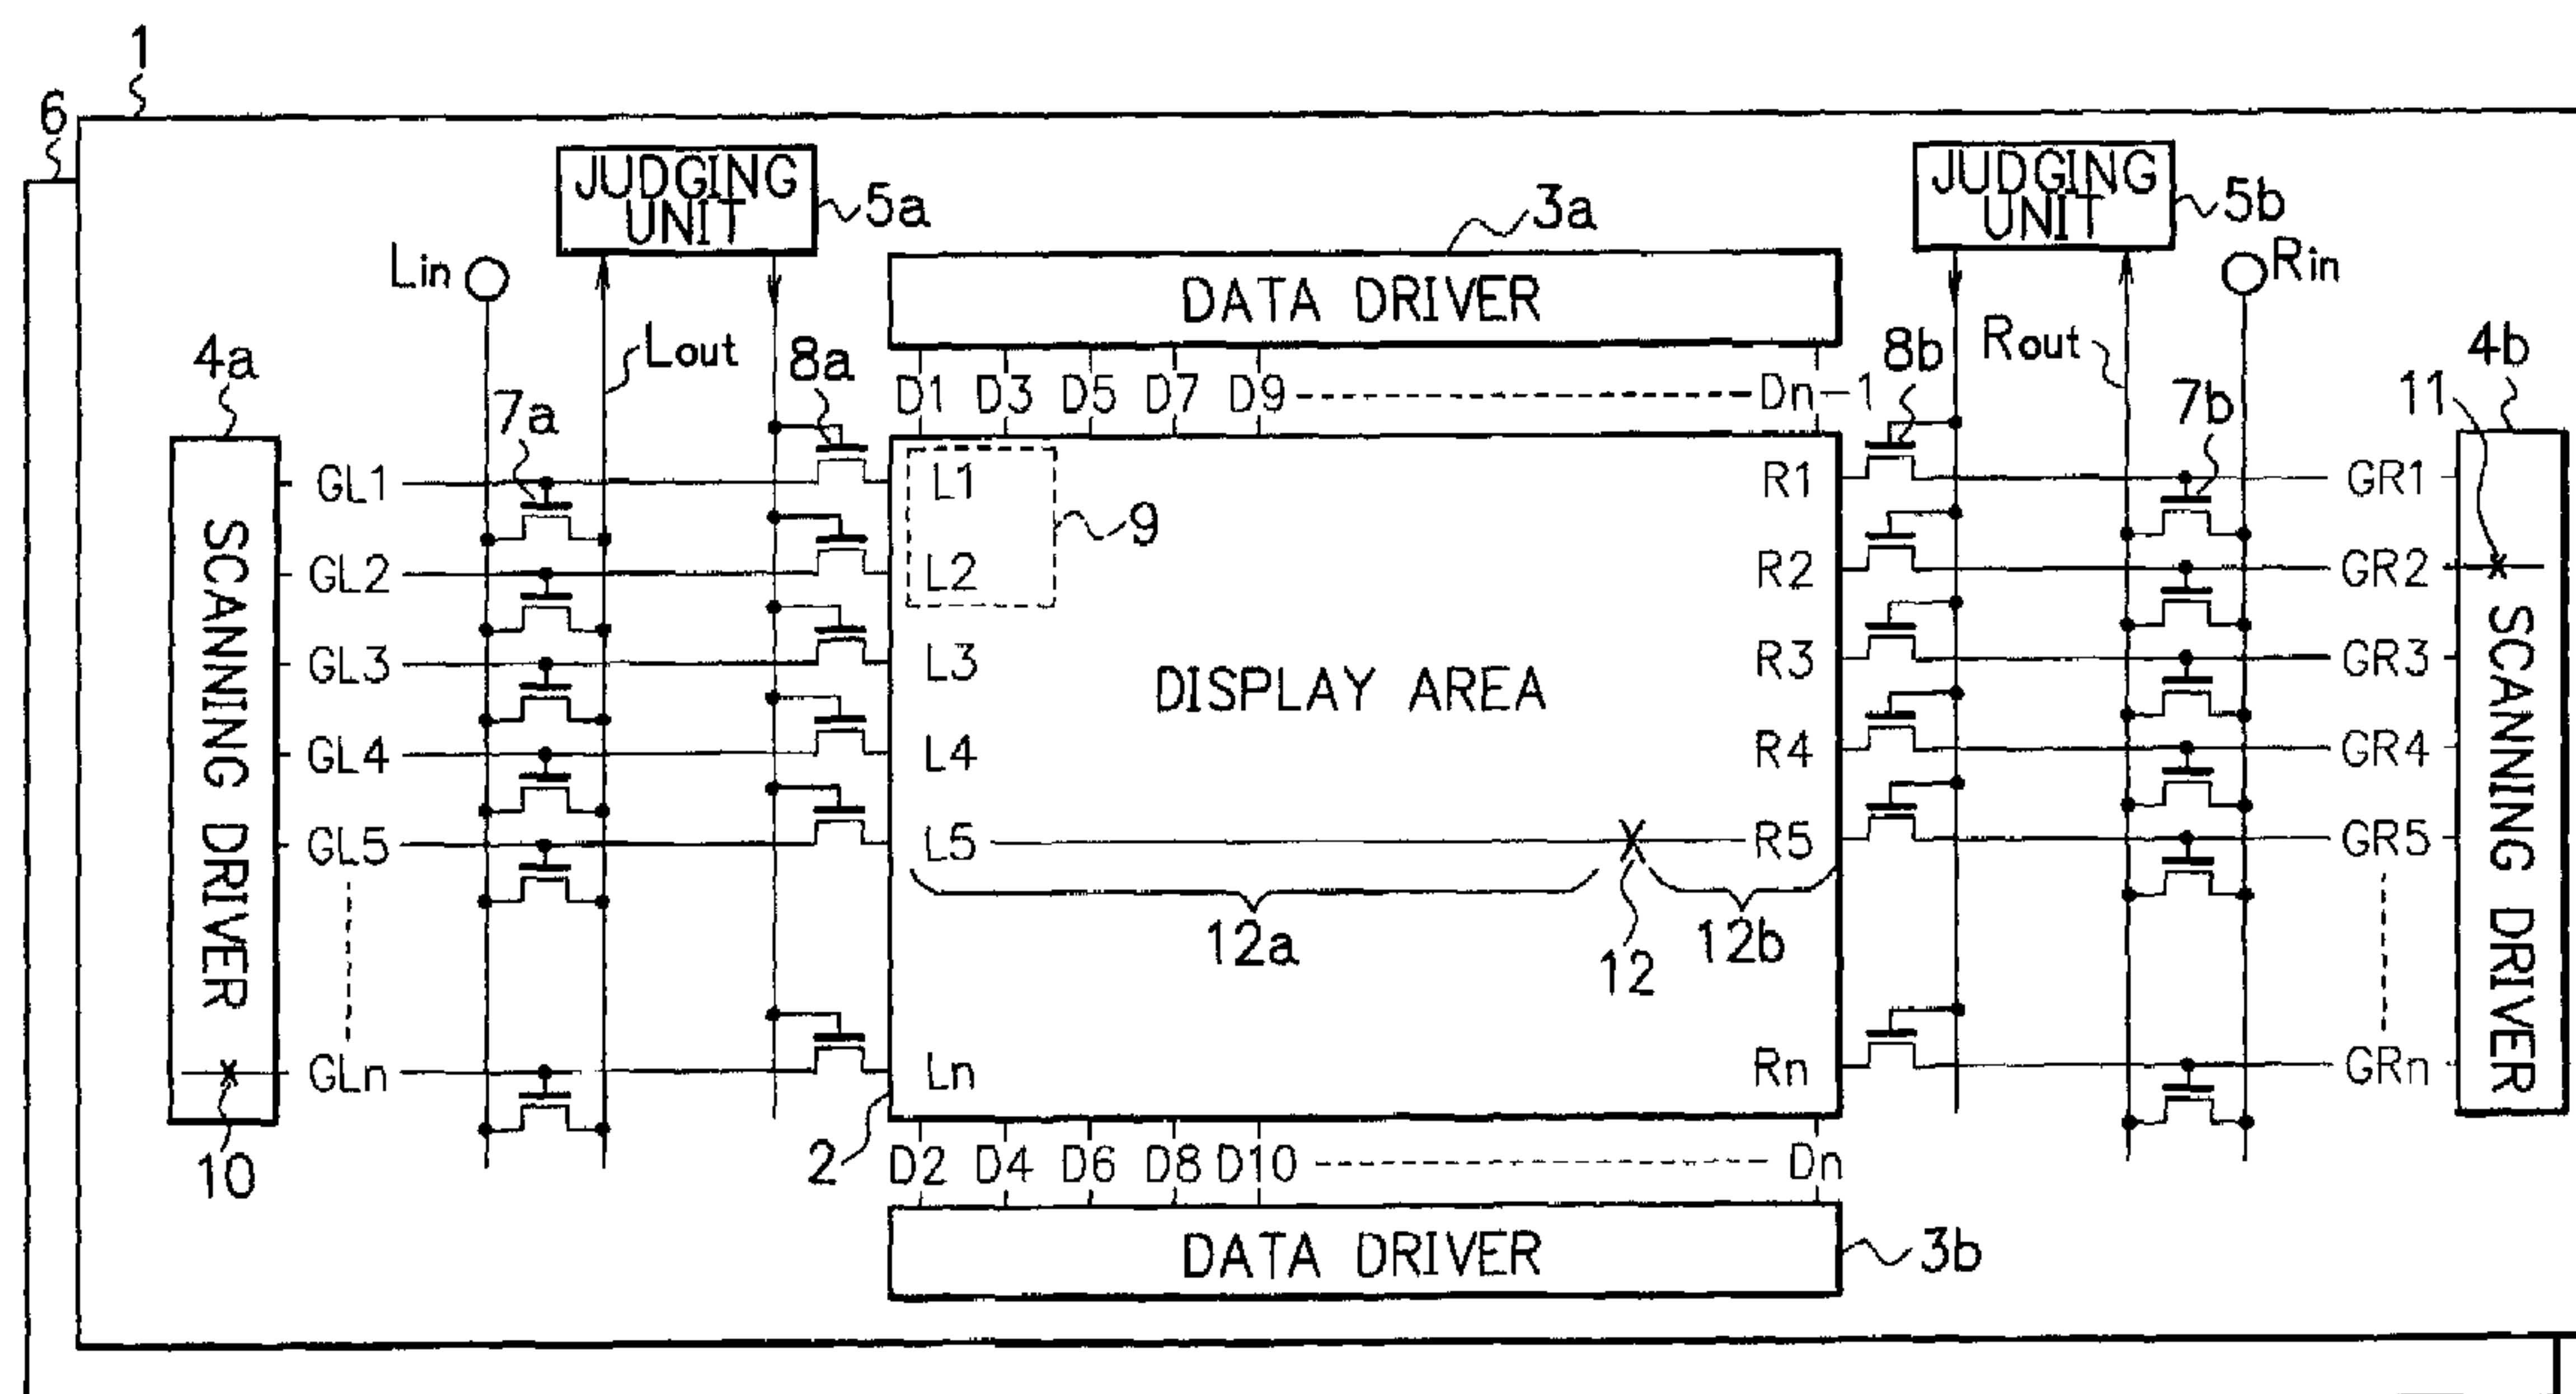 1
6
JUDGING UNIT
5a
JUDGING UNIT
5b
3a
Lin
Rin
DATA DRIVER
4a
Lout
8a
8b
Rout
4b
7a
D1 D3 D5 D7 D9 Dn-1
7b
11
GL1 L1 R1 GR1
9
GL2 L2 R2 GR2
GL3 L3 R3 GR3
DISPLAY AREA
GL4 L4 R4 GR4
GL5 L5 R5 GR5
12a 12 12b
GLn Ln Rn GRn
SCANNING DRIVER
SCANNING DRIVER
10
2
D2 D4 D6 D8 D10 Dn
DATA DRIVER
3b